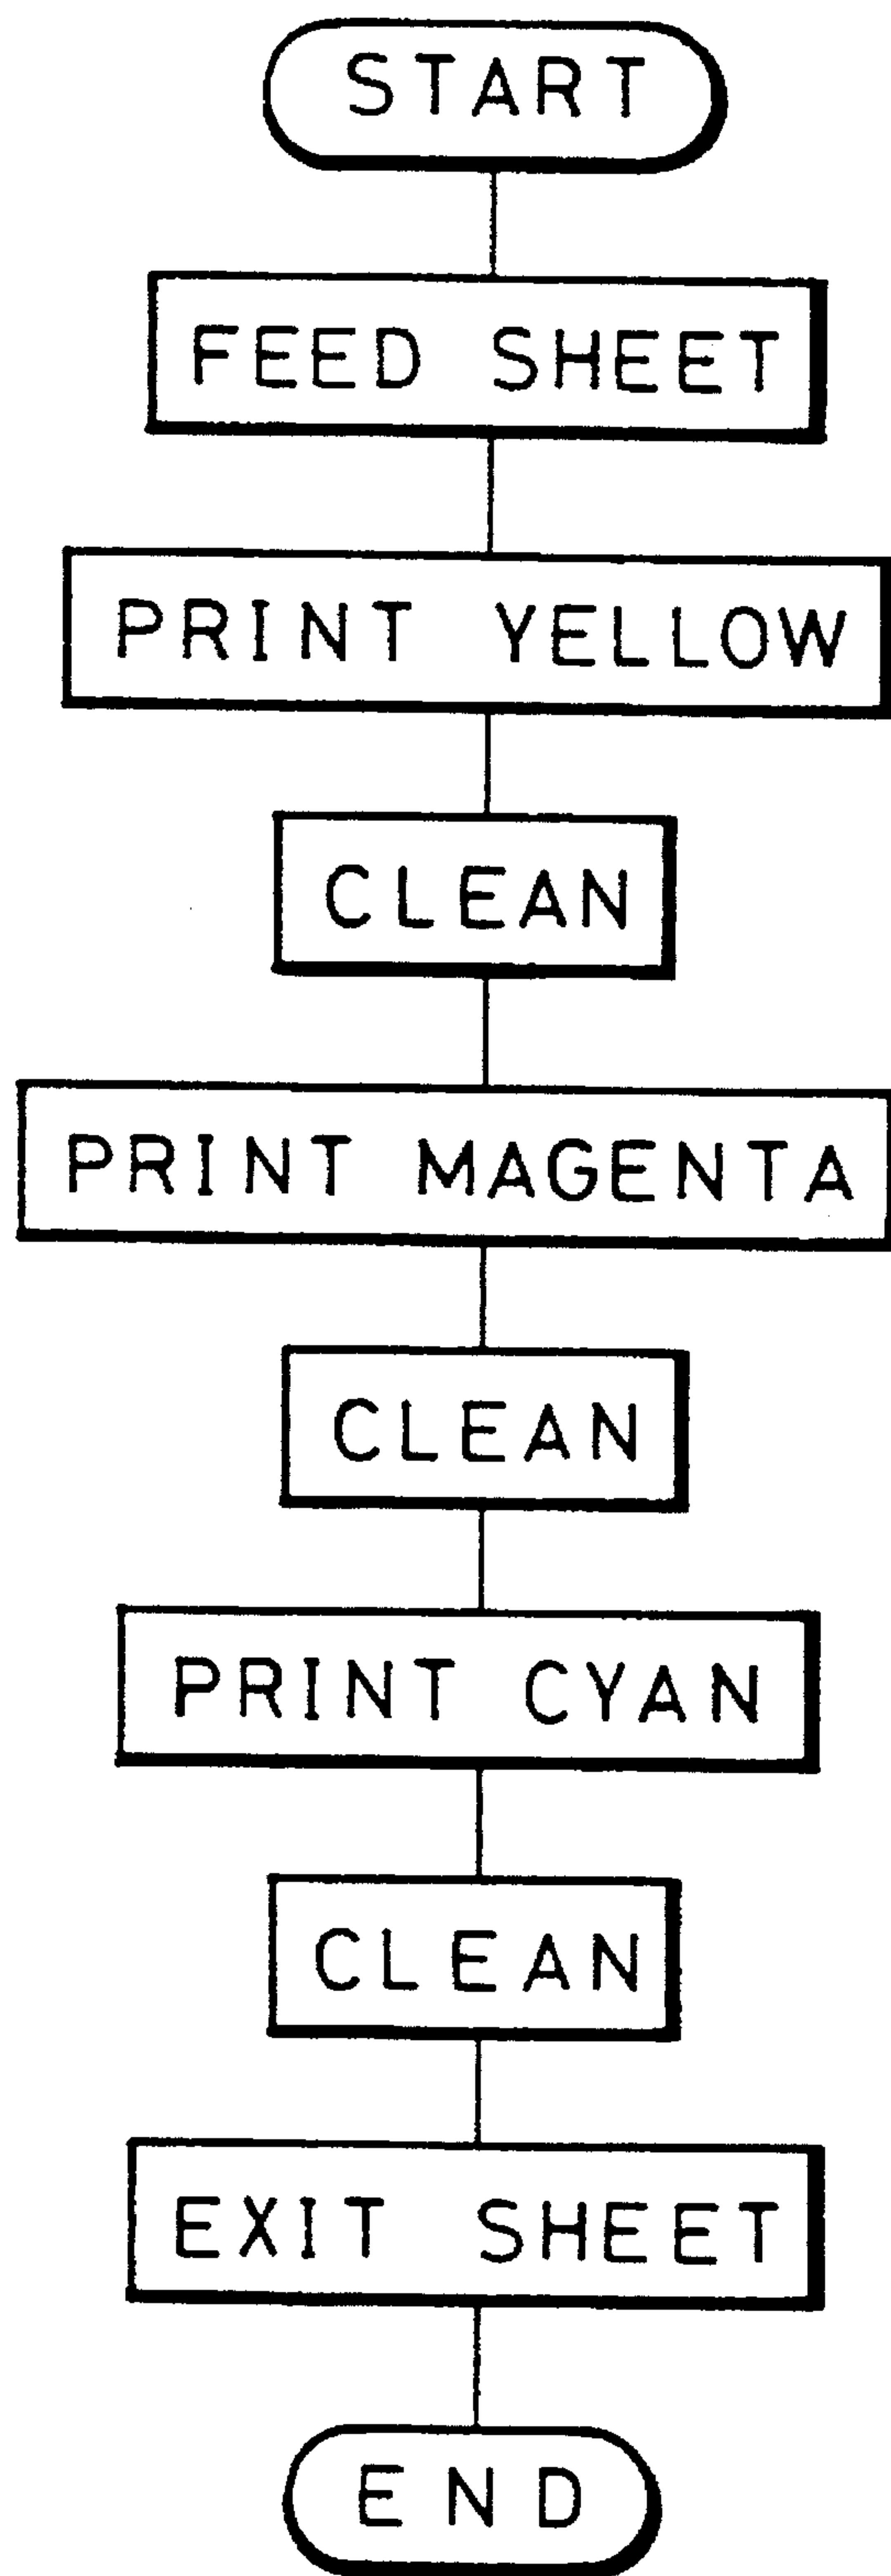 START
FEED SHEET
PRINT YELLOW
CLEAN
PRINT MAGENTA
CLEAN
PRINT CYAN
CLEAN
EXIT SHEET
END